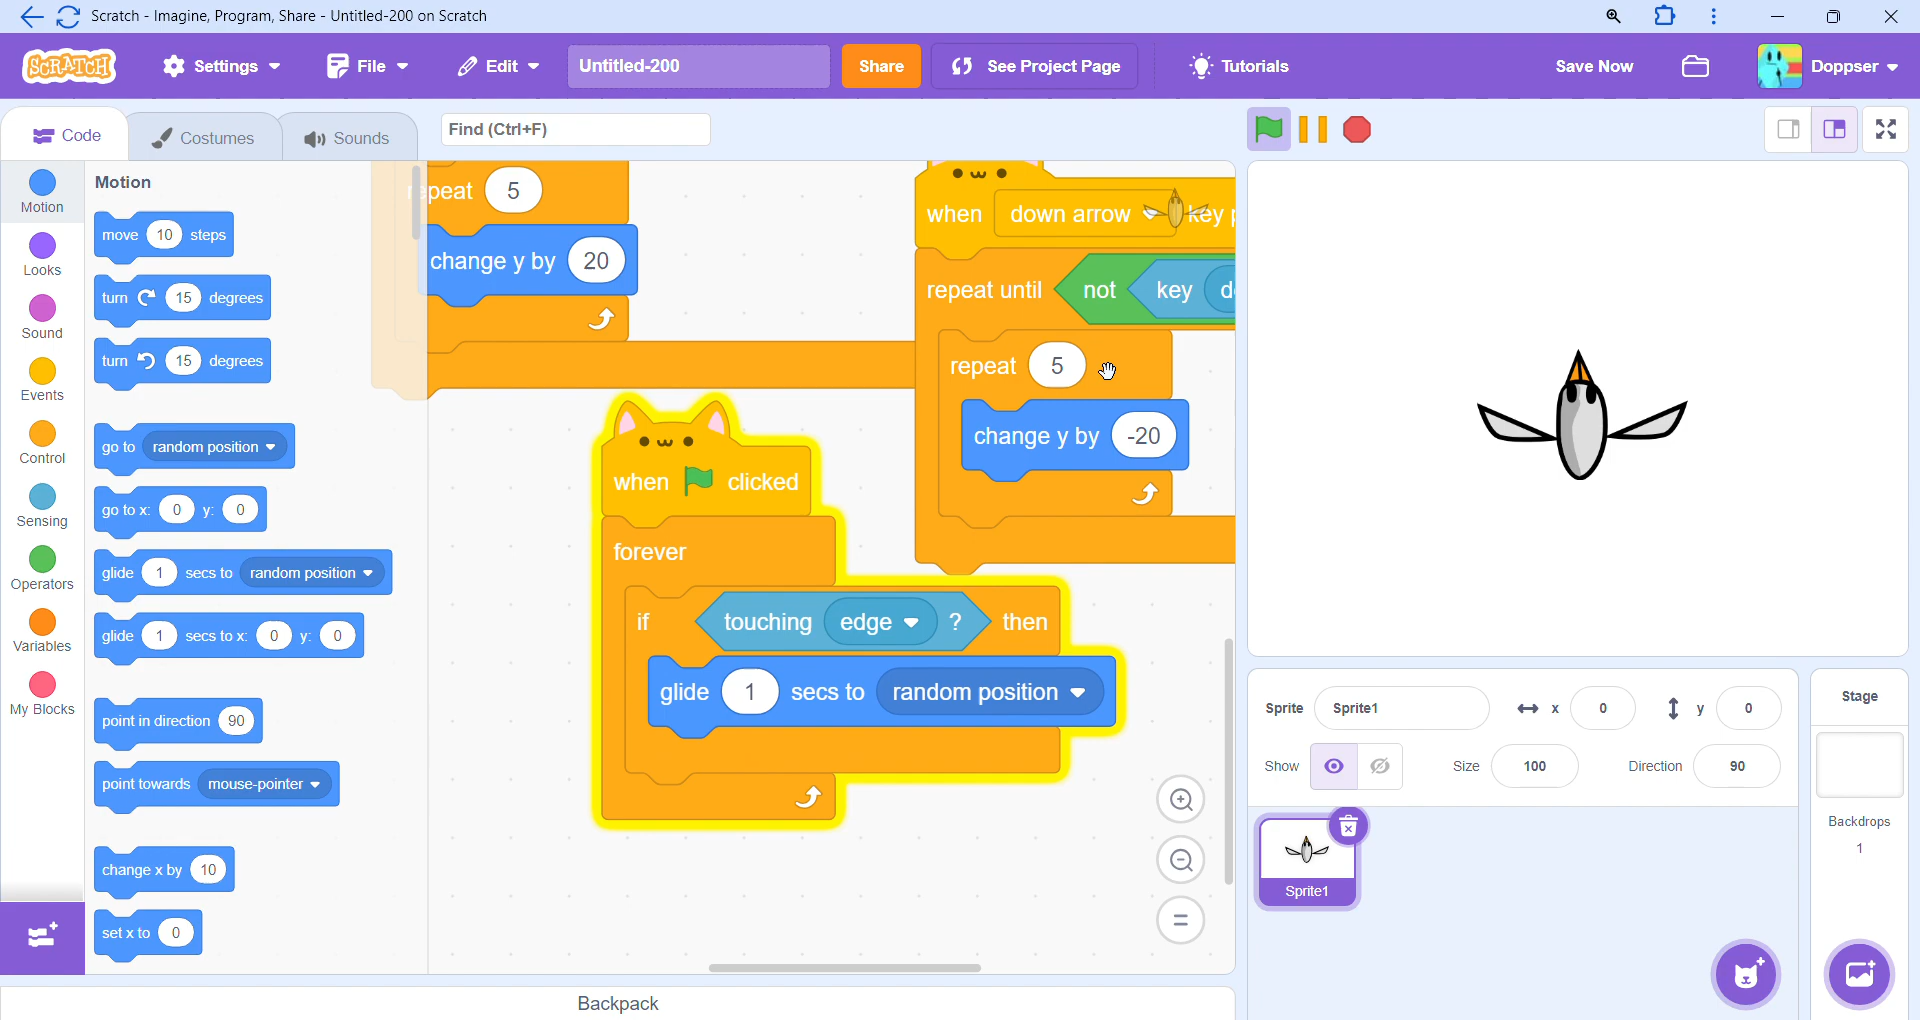 Scratch - Imagine, Program, Share - Untitled-200 on Scratch
SCRATCH
Settings
File
Edit
Untitled-200
Share
See Project Page
Tutorials
Save Now
Doppser
Code
Costumes
Sounds
Find (Ctrl+F)
Motion
Looks
Sound
Events
Control
Sensing
Operators
Variables
My Blocks
Motion
move 10 steps
turn 15 degrees
turn 15 degrees
go to random position
go to x: 0 y: 0
glide 1 secs to random position
glide 1 secs to x: 0 y: 0
point in direction 90
point towards mouse-pointer
change x by 10
set x to 0
repeat 5
change y by 20
when down arrow key
repeat until not key
repeat 5
change y by -20
when clicked
forever
if touching edge ? then
glide 1 secs to random position
Backpack
Sprite Sprite1 x 0 y 0
Show Size 100 Direction 90
Sprite1
Stage
Backdrops
1